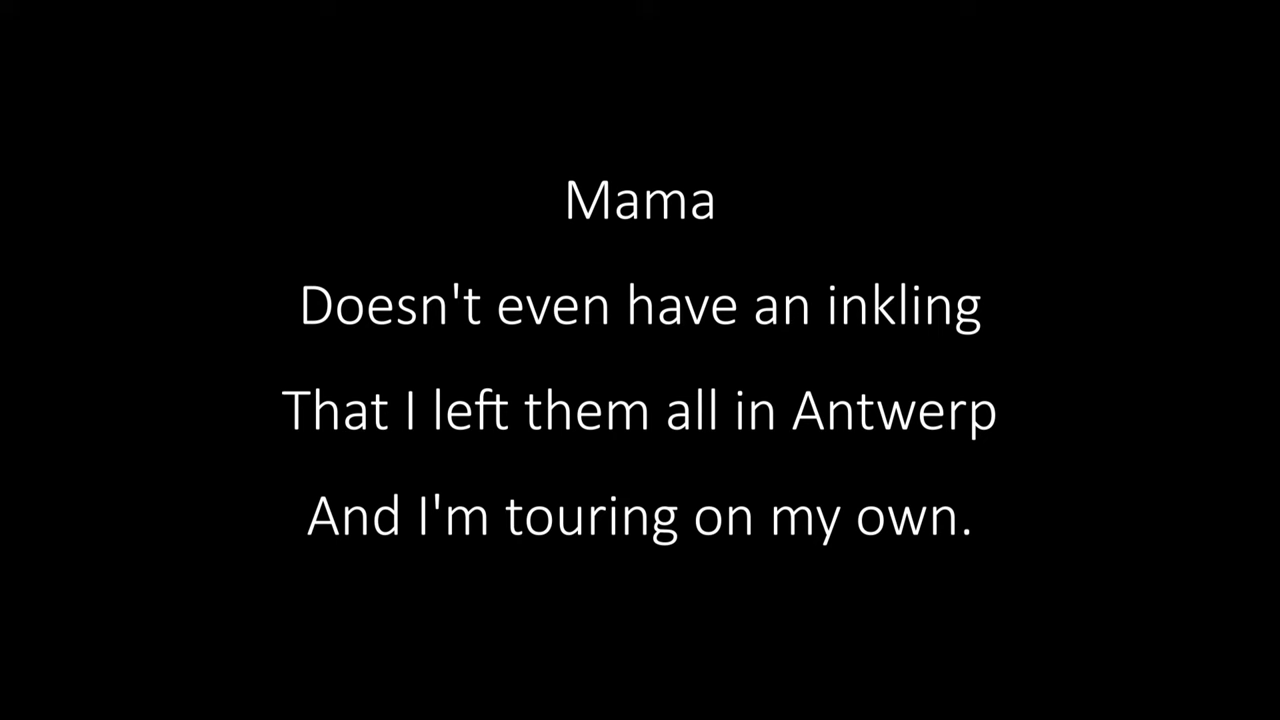 Mama
Doesn't even have an inkling
That I left them all in Antwerp
And I'm touring on my own.